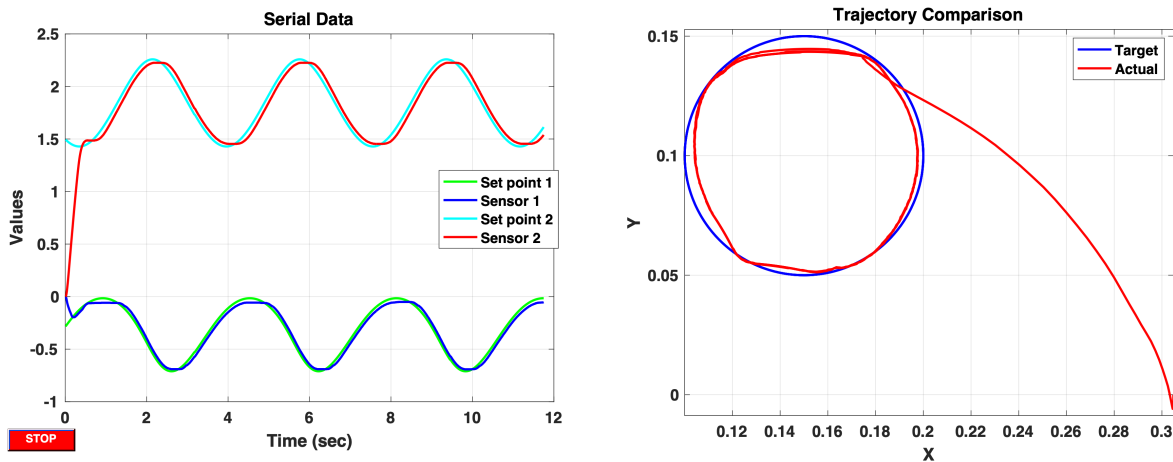 Serial Data
2.5
2
1.5
1
0.5
0
-0.5
-1
Values
Set point 1
Sensor 1
Set point 2
Sensor 2
0 2 4 6 8 10 12
Time (sec)
STOP
Trajectory Comparison
0.15
0.1
0.05
0
Y
Target
Actual
0.12 0.14 0.16 0.18 0.2 0.22 0.24 0.26 0.28 0.3
X